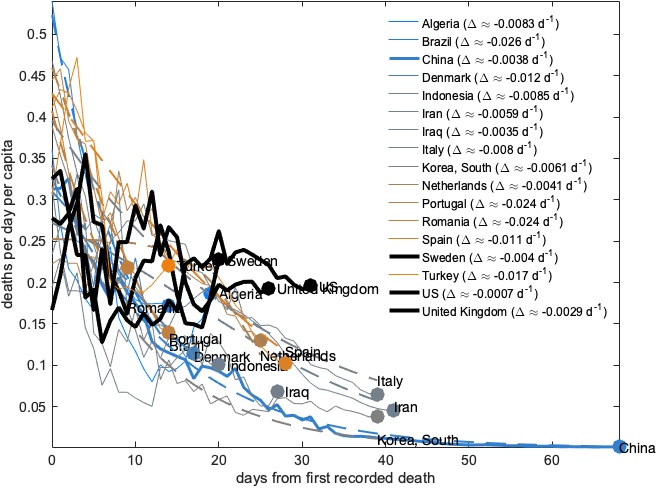 0.5
0.45
0.4
0.35
0.3
0.25
0.2
0.15
0.1
0.05
deaths per day per capita
0
10
20
30
40
50
60
days from first recorded death
Algeria (Δ ≈ -0.0083 d⁻¹)
Brazil (Δ ≈ -0.026 d⁻¹)
China (Δ ≈ -0.0038 d⁻¹)
Denmark (Δ ≈ -0.012 d⁻¹)
Indonesia (Δ ≈ -0.0085 d⁻¹)
Iran (Δ ≈ -0.0059 d⁻¹)
Iraq (Δ ≈ -0.0035 d⁻¹)
Italy (Δ ≈ -0.008 d⁻¹)
Korea, South (Δ ≈ -0.0061 d⁻¹)
Netherlands (Δ ≈ -0.0041 d⁻¹)
Portugal (Δ ≈ -0.024 d⁻¹)
Romania (Δ ≈ -0.024 d⁻¹)
Spain (Δ ≈ -0.011 d⁻¹)
Sweden (Δ ≈ -0.004 d⁻¹)
Turkey (Δ ≈ -0.017 d⁻¹)
US (Δ ≈ -0.0007 d⁻¹)
United Kingdom (Δ ≈ -0.0029 d⁻¹)
Turkey
Sweden
US
United Kingdom
Algeria
Romania
Portugal
Brazil
Denmark
Indonesia
Spain
Netherlands
Iraq
Italy
Iran
Korea, South
China